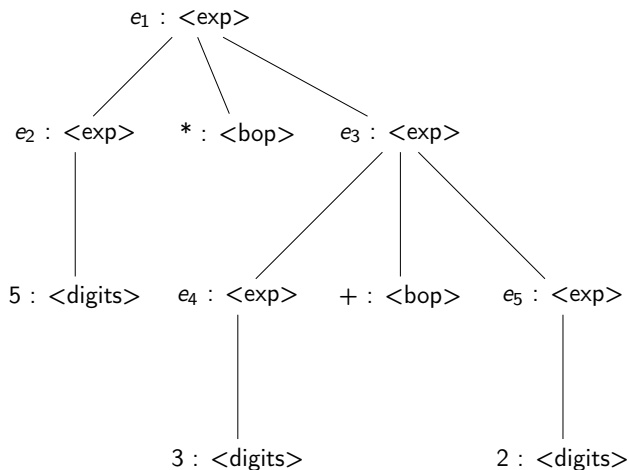 e₁ : <exp>
e₂ : <exp> * : <bop> e₃ : <exp>
5 : <digits> e₄ : <exp> + : <bop> e₅ : <exp>
3 : <digits> 2 : <digits>